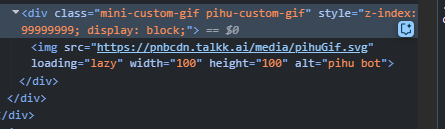 <div class="mini-custom-gif pihu-custom-gif" style="z-index:
99999999; display: block;"> == $0
<img src="https://pnbcdn.talkk.ai/media/pihuGif.svg"
loading="lazy" width="100" height="100" alt="pihu bot">
</div>
</div>